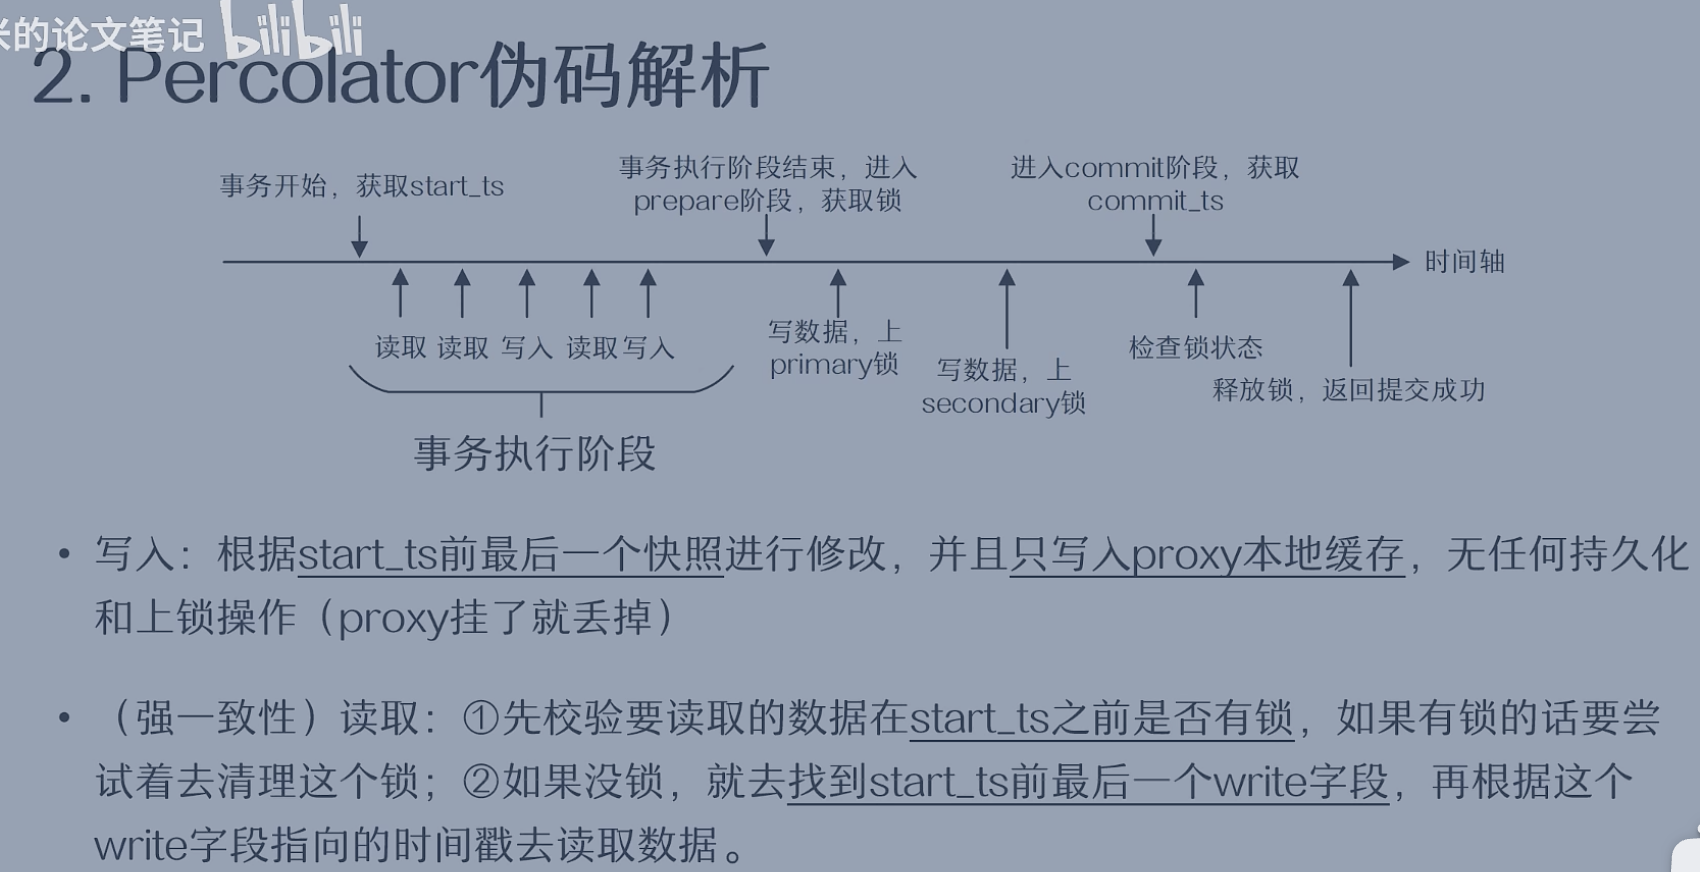 米的论文笔记 bilibili
2. Percolator伪码解析
事务开始，获取start_ts
事务执行阶段结束，进入
prepare阶段，获取锁
进入commit阶段，获取
commit_ts
时间轴
读取 读取 写入 读取 写入
写数据，上
primary锁
写数据，上
secondary锁
检查锁状态
释放锁，返回提交成功
事务执行阶段
• 写入：根据start_ts前最后一个快照进行修改，并且只写入proxy本地缓存，无任何持久化
和上锁操作（proxy挂了就丢掉）
• （强一致性）读取：①先校验要读取的数据在start_ts之前是否有锁，如果有锁的话要尝
试着去清理这个锁；②如果没锁，就去找到start_ts前最后一个write字段，再根据这个
write字段指向的时间戳去读取数据。